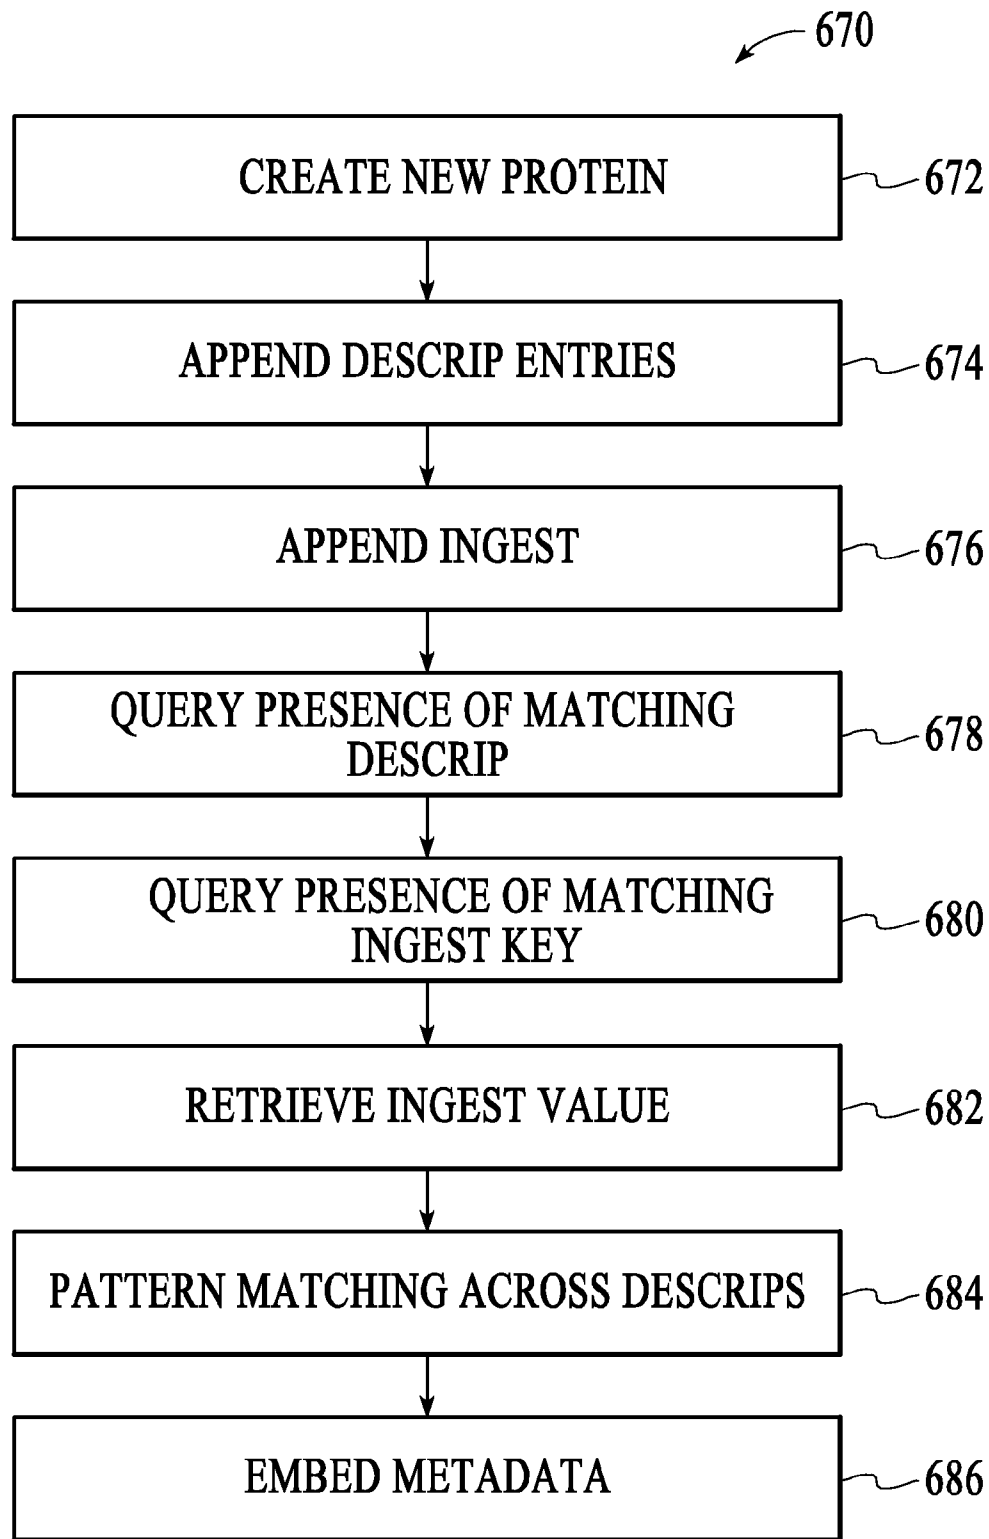 670
CREATE NEW PROTEIN
672
APPEND DESCRIP ENTRIES
674
APPEND INGEST
676
QUERY PRESENCE OF MATCHING
DESCRIP
678
QUERY PRESENCE OF MATCHING
INGEST KEY
680
RETRIEVE INGEST VALUE
682
PATTERN MATCHING ACROSS DESCRIPS
684
EMBED METADATA
686